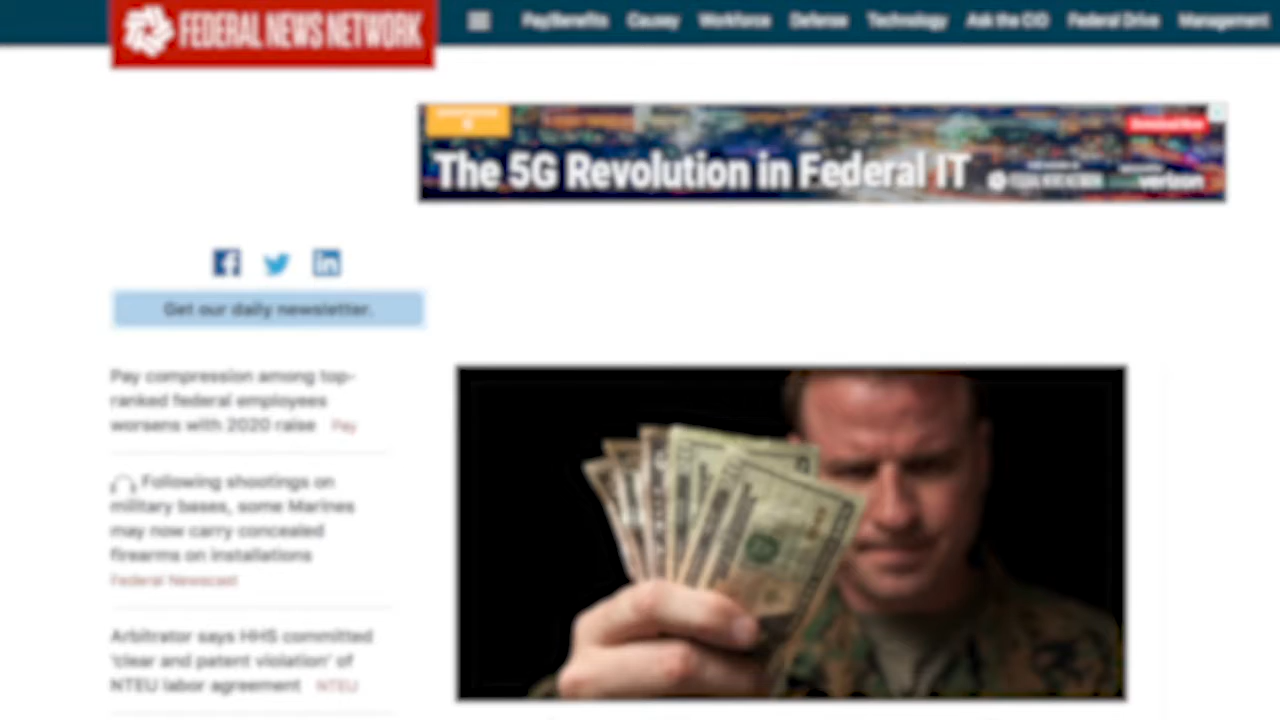 FEDERAL NEWS NETWORK
Pay/Benefits Causey Workforce Defense Technology Ask the CIO Federal Drive Management
Download Now
The 5G Revolution in Federal IT
verizon
Get our daily newsletter.
Pay compression among top-
ranked federal employees
worsens with 2020 raise Pay
Following shootings on
military bases, some Marines
may now carry concealed
firearms on installations
Federal Newscast
Arbitrator says HHS committed
'clear and patent violation' of
NTEU labor agreement NTEU